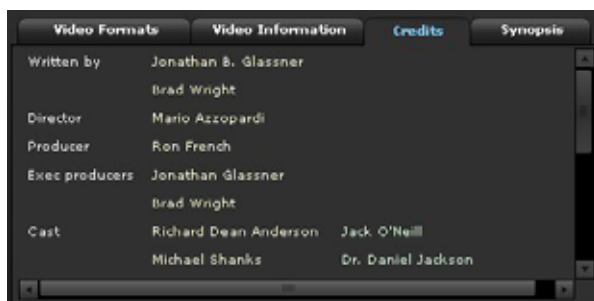 Video Formats Video Information Credits Synopsis
Written by Jonathan B. Glassner
Brad Wright
Director Mario Azzopardi
Producer Ron French
Exec producers Jonathan Glassner
Brad Wright
Cast Richard Dean Anderson Jack O'Neill
Michael Shanks Dr. Daniel Jackson